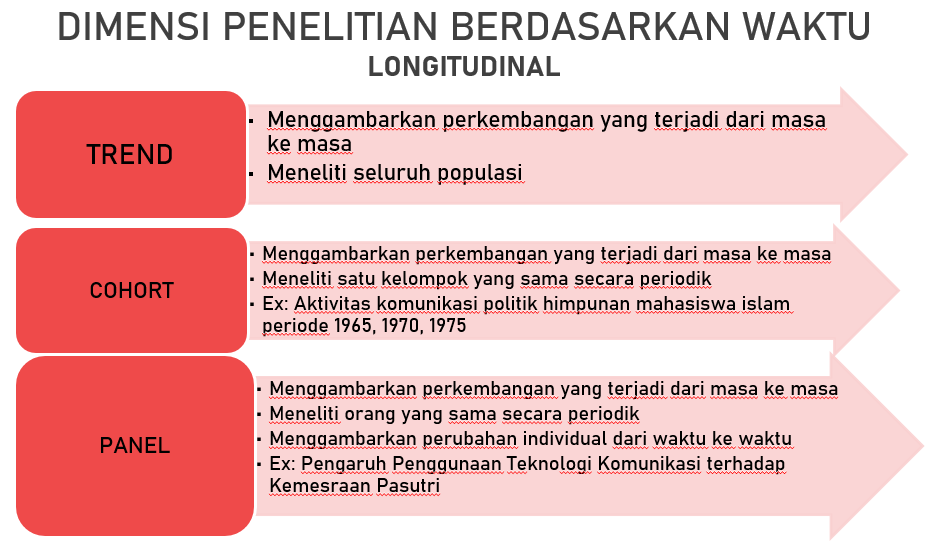 DIMENSI PENELITIAN BERDASARKAN WAKTU
LONGITUDINAL
TREND
▪ Menggambarkan perkembangan yang terjadi dari masa
ke masa
▪ Meneliti seluruh populasi
COHORT
▪ Menggambarkan perkembangan yang terjadi dari masa ke masa
▪ Meneliti satu kelompok yang sama secara periodik
▪ Ex: Aktivitas komunikasi politik himpunan mahasiswa islam
periode 1965, 1970, 1975
PANEL
▪ Menggambarkan perkembangan yang terjadi dari masa ke masa
▪ Meneliti orang yang sama secara periodik
▪ Menggambarkan perubahan individual dari waktu ke waktu
▪ Ex: Pengaruh Penggunaan Teknologi Komunikasi terhadap
Kemesraan Pasutri